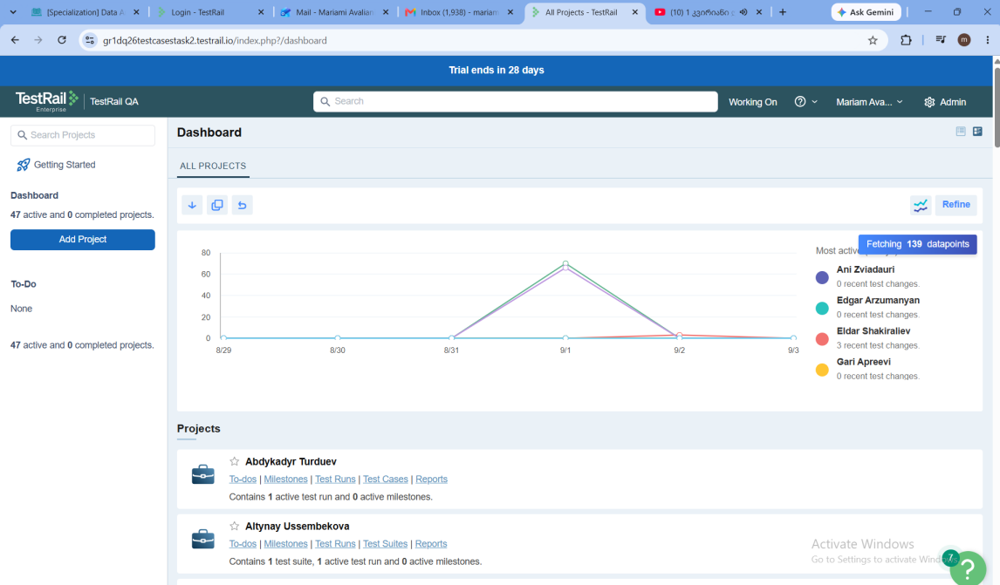 [Specialization] Data A
Login - TestRail
Mail - Mariami Avalian
Inbox (1,938) - marian
All Projects - TestRail
(10) 1 კვირიანი
Ask Gemini
gr1dq26testcasestask2.testrail.io/index.php?/dashboard
m
Trial ends in 28 days
TestRail
Enterprise
TestRail QA
Search
Working On
Mariam Ava...
Admin
Search Projects
Getting Started
Dashboard
47 active and 0 completed projects.
Add Project
To-Do
None
47 active and 0 completed projects.
Dashboard
ALL PROJECTS
Refine
Fetching 139 datapoints
Most active
80
60
40
20
0
8/29
8/30
8/31
9/1
9/2
9/3
Ani Zviadauri
0 recent test changes.
Edgar Arzumanyan
0 recent test changes.
Eldar Shakiraliev
3 recent test changes.
Gari Apreevi
0 recent test changes.
Projects
Abdykadyr Turduev
To-dos | Milestones | Test Runs | Test Cases | Reports
Contains 1 active test run and 0 active milestones.
Altynay Ussembekova
To-dos | Milestones | Test Runs | Test Suites | Reports
Contains 1 test suite, 1 active test run and 0 active milestones.
Activate Windows
Go to Settings to activate Windows
7
?